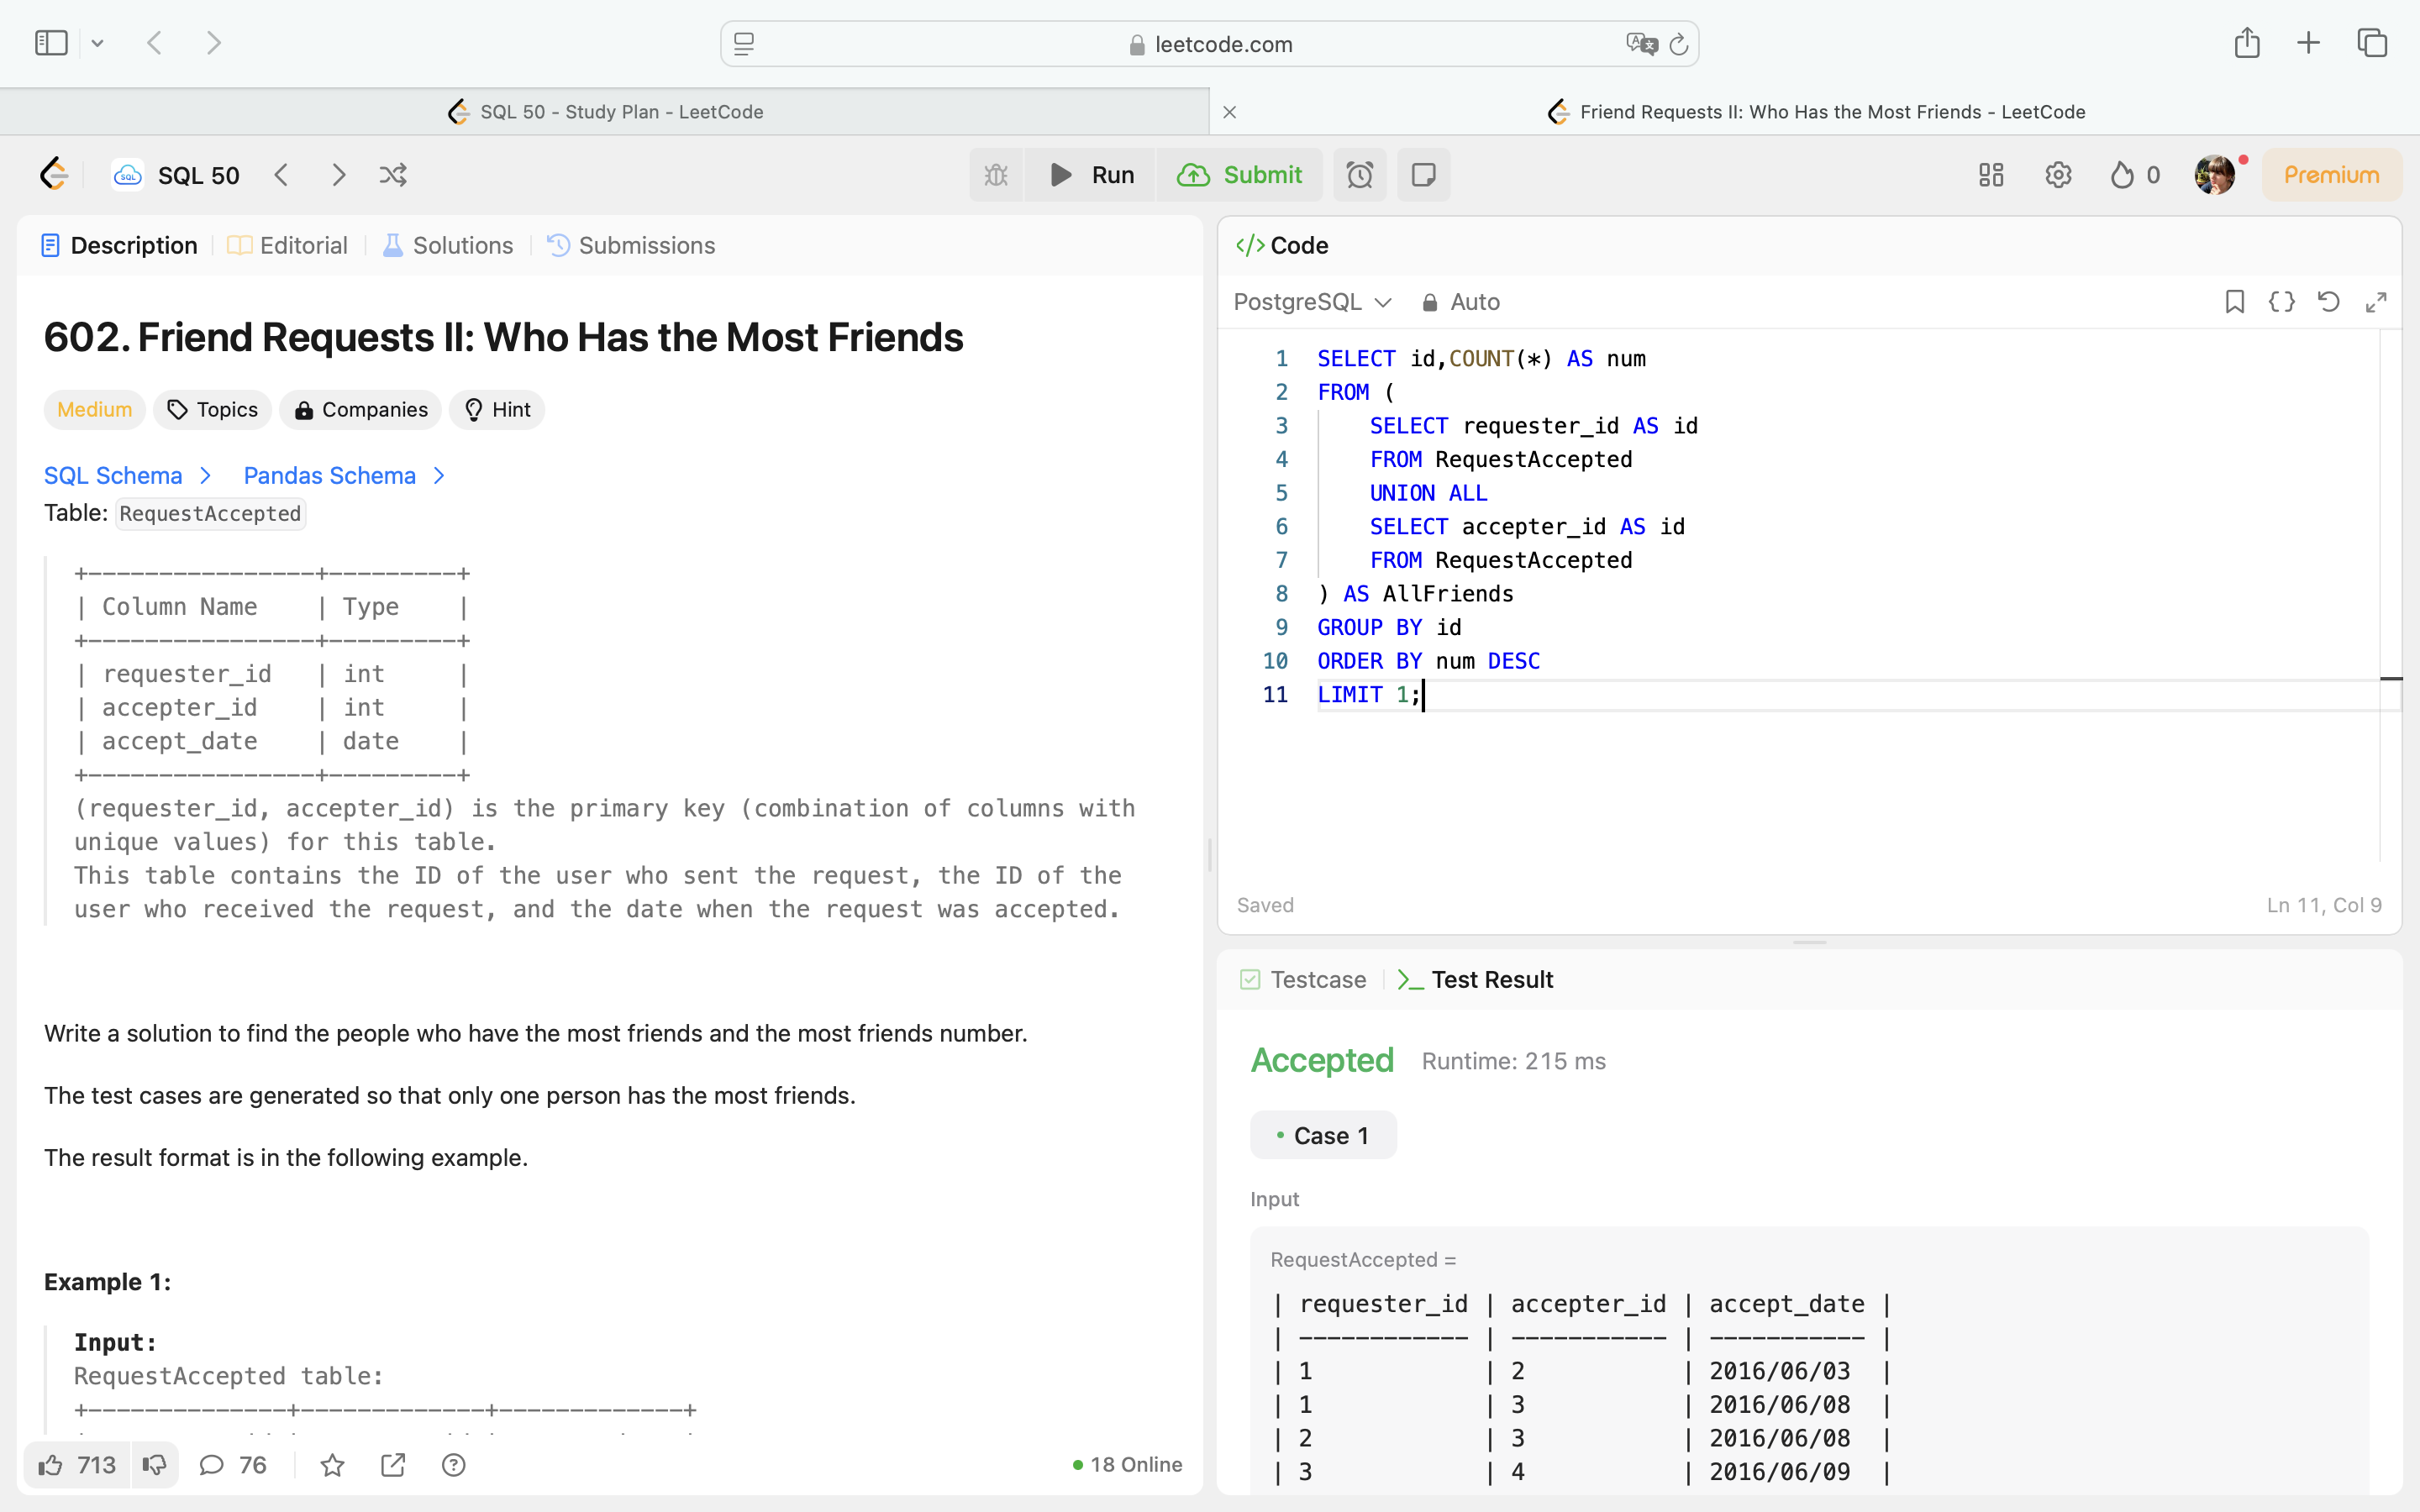 leetcode.com
SQL 50 - Study Plan - LeetCode
Friend Requests II: Who Has the Most Friends - LeetCode
SQL 50
Run
Submit
0
Premium
Description
Editorial
Solutions
Submissions
602. Friend Requests II: Who Has the Most Friends
Medium
Topics
Companies
Hint
SQL Schema
Pandas Schema
Table: RequestAccepted
+----------------+---------+
| Column Name    | Type    |
+----------------+---------+
| requester_id   | int     |
| accepter_id    | int     |
| accept_date    | date    |
+----------------+---------+
(requester_id, accepter_id) is the primary key (combination of columns with
unique values) for this table.
This table contains the ID of the user who sent the request, the ID of the
user who received the request, and the date when the request was accepted.
Write a solution to find the people who have the most friends and the most friends number.
The test cases are generated so that only one person has the most friends.
The result format is in the following example.
Example 1:
Input:
RequestAccepted table:
+--------------+-------------+-------------+
713
76
18 Online
Code
PostgreSQL
Auto
1 SELECT id,COUNT(*) AS num
2 FROM (
3     SELECT requester_id AS id
4     FROM RequestAccepted
5     UNION ALL
6     SELECT accepter_id AS id
7     FROM RequestAccepted
8 ) AS AllFriends
9 GROUP BY id
10 ORDER BY num DESC
11 LIMIT 1;
Saved
Ln 11, Col 9
Testcase
Test Result
Accepted
Runtime: 215 ms
Case 1
Input
RequestAccepted =
| requester_id | accepter_id | accept_date |
| ------------ | ----------- | ----------- |
| 1            | 2           | 2016/06/03  |
| 1            | 3           | 2016/06/08  |
| 2            | 3           | 2016/06/08  |
| 3            | 4           | 2016/06/09  |